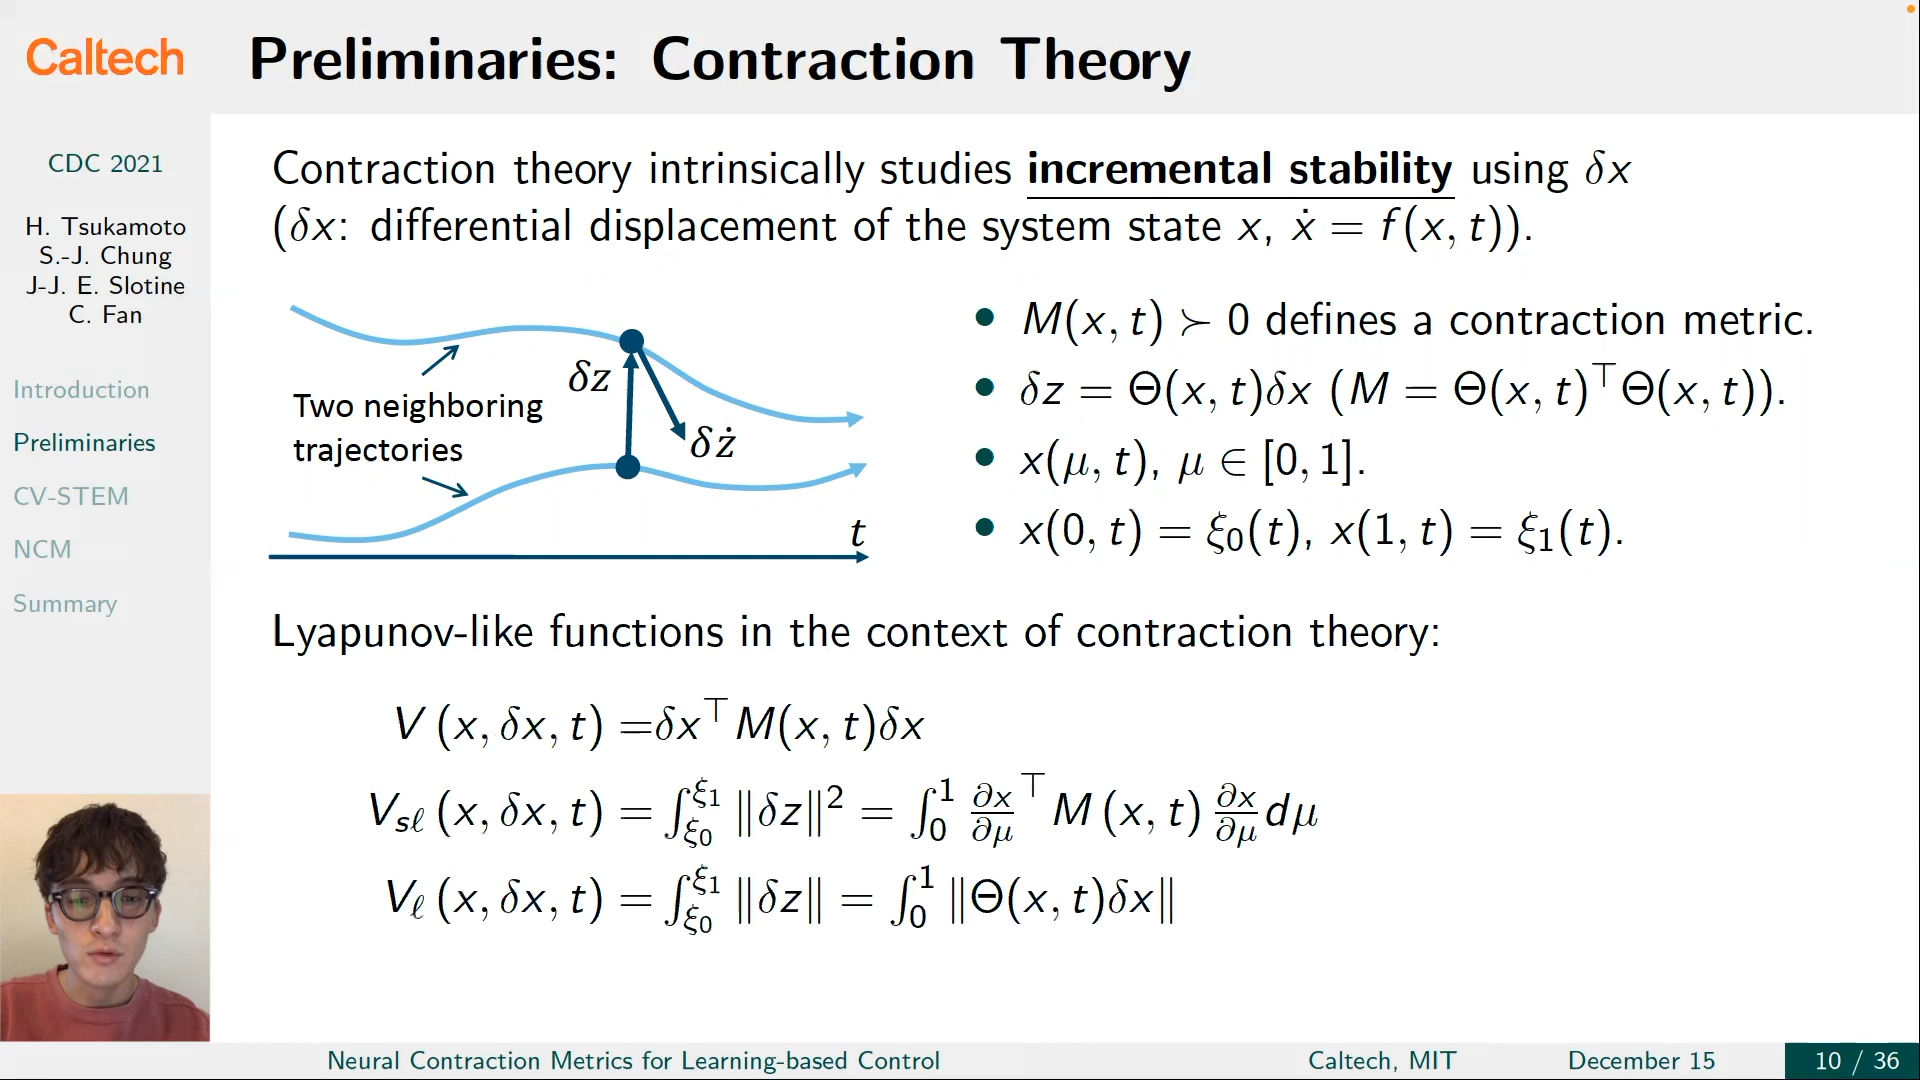 Caltech
Preliminaries: Contraction Theory
CDC 2021
H. Tsukamoto
S.-J. Chung
J-J. E. Slotine
C. Fan
Introduction
Preliminaries
CV-STEM
NCM
Summary
Contraction theory intrinsically studies incremental stability using δx
(δx: differential displacement of the system state x, ẋ = f(x, t)).
δz
Two neighboring
trajectories
δż
t
• M(x, t) ≻ 0 defines a contraction metric.
• δz = Θ(x, t)δx (M = Θ(x, t)⊤Θ(x, t)).
• x(μ, t), μ ∈ [0, 1].
• x(0, t) = ξ₀(t), x(1, t) = ξ₁(t).
Lyapunov-like functions in the context of contraction theory:
V (x, δx, t) =δx⊤M(x, t)δx
V_{sℓ} (x, δx, t) = ∫_{ξ₀}^{ξ₁} ‖δz‖² = ∫₀¹ ∂x/∂μ ⊤ M (x, t) ∂x/∂μ dμ
V_ℓ (x, δx, t) = ∫_{ξ₀}^{ξ₁} ‖δz‖ = ∫₀¹ ‖Θ(x, t)δx‖
Neural Contraction Metrics for Learning-based Control
Caltech, MIT
December 15
10 / 36